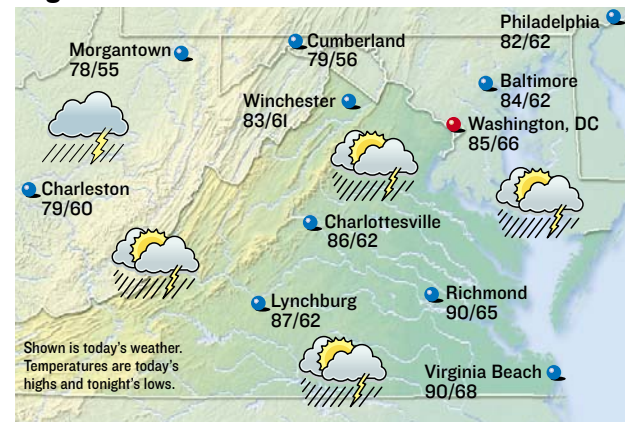 Philadelphia
82/62
Morgantown
78/55
Cumberland
79/56
Baltimore
84/62
Winchester
83/61
Washington, DC
85/66
Charleston
79/60
Charlottesville
86/62
Lynchburg
87/62
Richmond
90/65
Shown is today's weather.
Temperatures are today's
highs and tonight's lows.
Virginia Beach
90/68